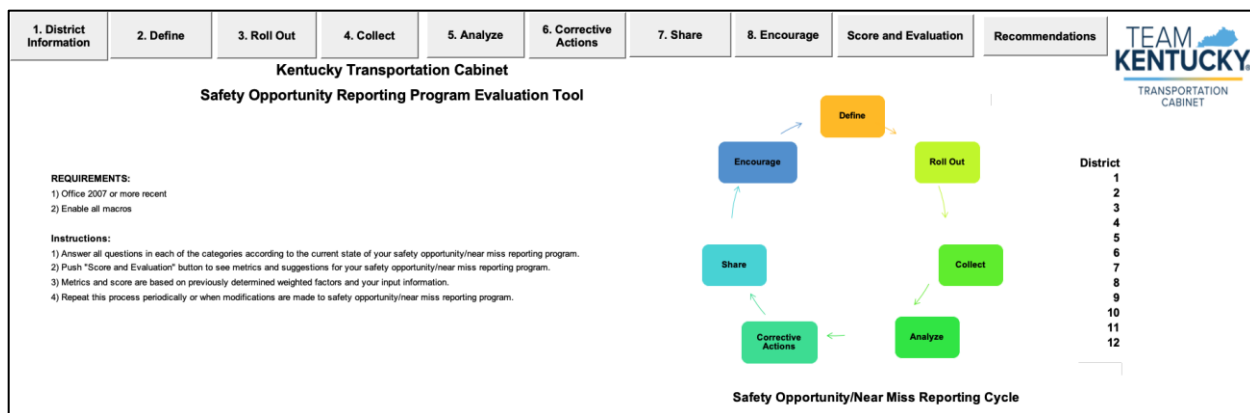 1. District
Information
2. Define
3. Roll Out
4. Collect
5. Analyze
6. Corrective
Actions
7. Share
8. Encourage
Score and Evaluation
Recommendations
TEAM
KENTUCKY®
TRANSPORTATION
CABINET
Kentucky Transportation Cabinet
Safety Opportunity Reporting Program Evaluation Tool
REQUIREMENTS:
1) Office 2007 or more recent
2) Enable all macros
Instructions:
1) Answer all questions in each of the categories according to the current state of your safety opportunity/near miss reporting program.
2) Push "Score and Evaluation" button to see metrics and suggestions for your safety opportunity/near miss reporting program.
3) Metrics and score are based on previously determined weighted factors and your input information.
4) Repeat this process periodically or when modifications are made to safety opportunity/near miss reporting program.
Define
Roll Out
Collect
Analyze
Corrective
Actions
Share
Encourage
Safety Opportunity/Near Miss Reporting Cycle
District
1
2
3
4
5
6
7
8
9
10
11
12